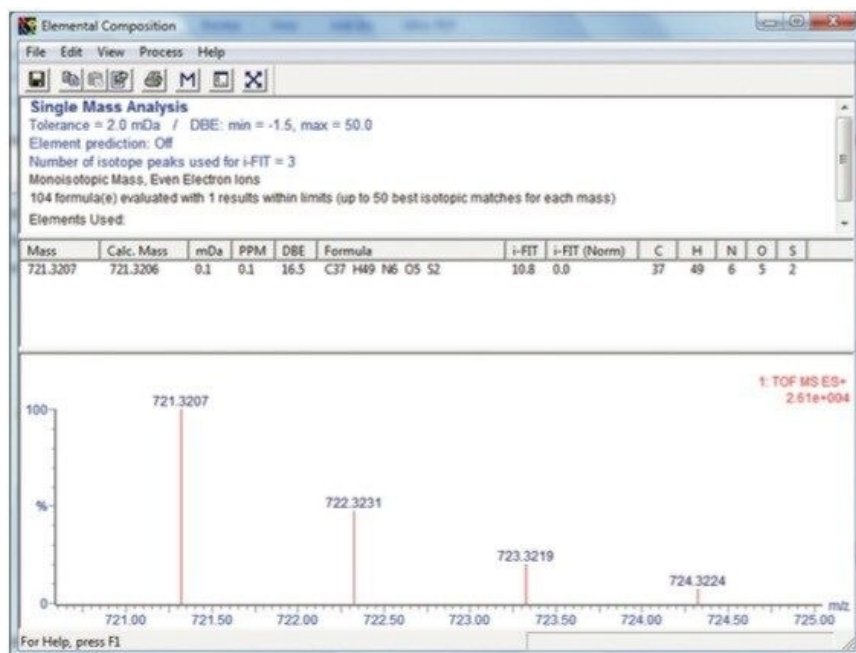 Elemental Composition
File Edit View Process Help
M
Single Mass Analysis
Tolerance = 2.0 mDa / DBE: min = -1.5, max = 50.0
Element prediction: Off
Number of isotope peaks used for i-FIT = 3
Monoisotopic Mass, Even Electron Ions
104 formula(e) evaluated with 1 results within limits (up to 50 best isotopic matches for each mass)
Elements Used:
Mass Calc. Mass mDa PPM DBE Formula i-FIT i-FIT (Norm) C H N O S
721.3207 721.3206 0.1 0.1 16.5 C37 H49 N6 O5 S2 10.8 0.0 37 49 6 5 2
1: TOF MS ES+
2.61e+004
100
721.3207
722.3231
%
723.3219
724.3224
0
m/z
721.00 721.50 722.00 722.50 723.00 723.50 724.00 724.50 725.00
For Help, press F1